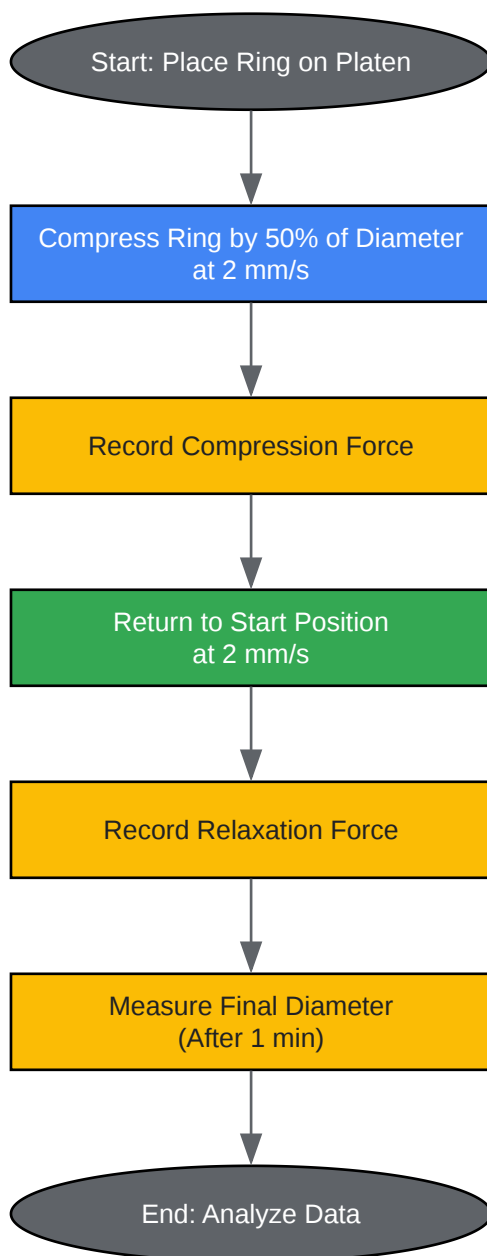 Start: Place Ring on Platen
Compress Ring by 50% of Diameter
at 2 mm/s
Record Compression Force
Return to Start Position
at 2 mm/s
Record Relaxation Force
Measure Final Diameter
(After 1 min)
End: Analyze Data